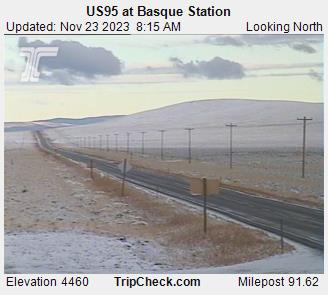 US95 at Basque Station
Updated: Nov 23 2023 8:15 AM Looking North
Elevation 4460 TripCheck.com Milepost 91.62